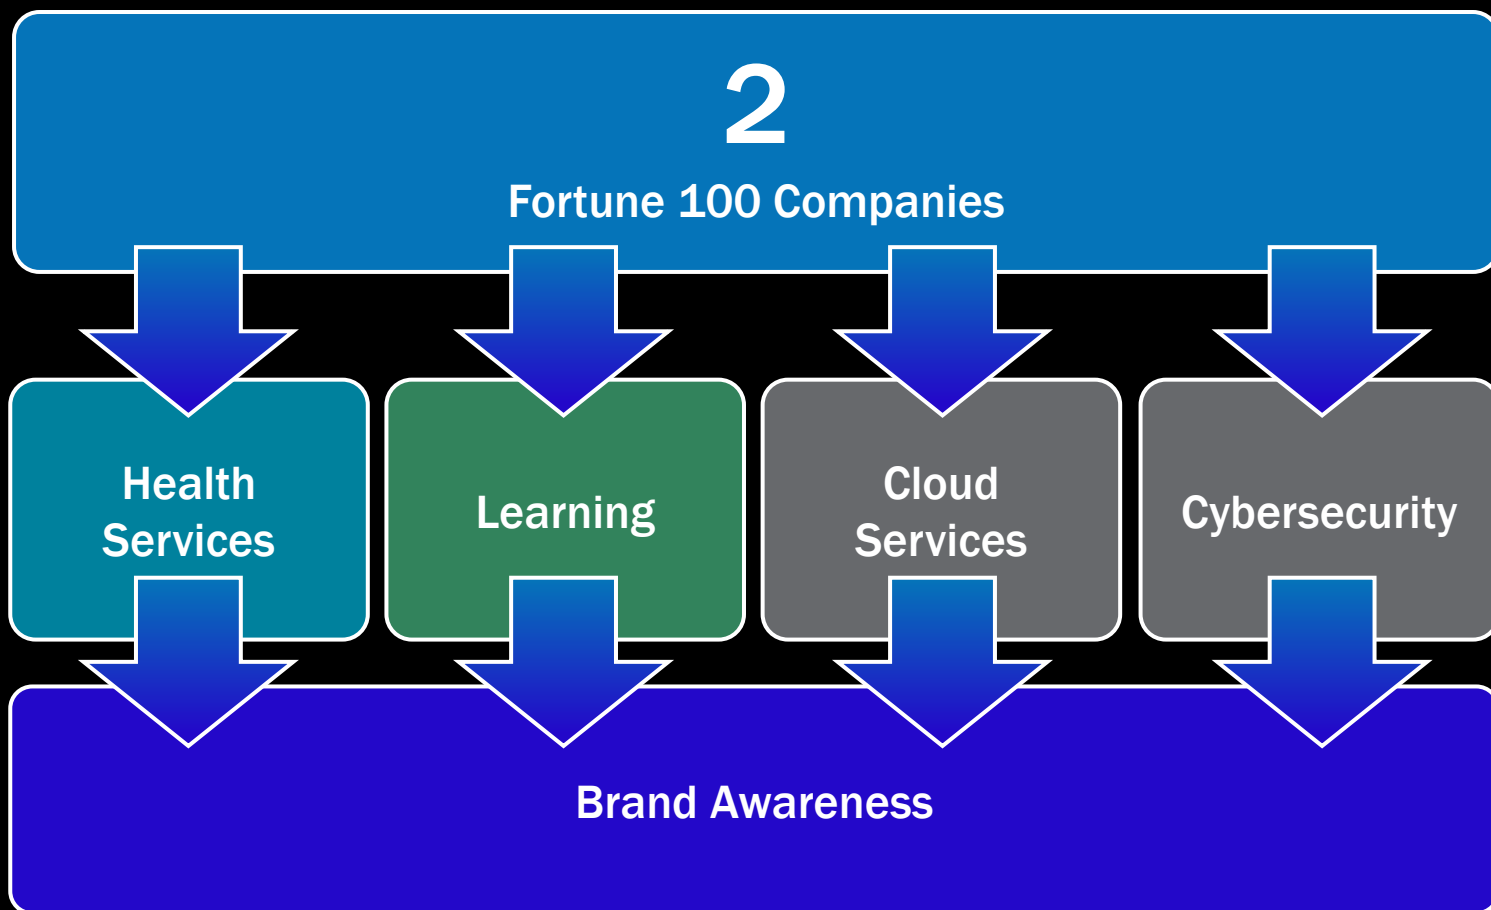 2
Fortune 100 Companies
Health
Services
Learning
Cloud
Services
Cybersecurity
Brand Awareness